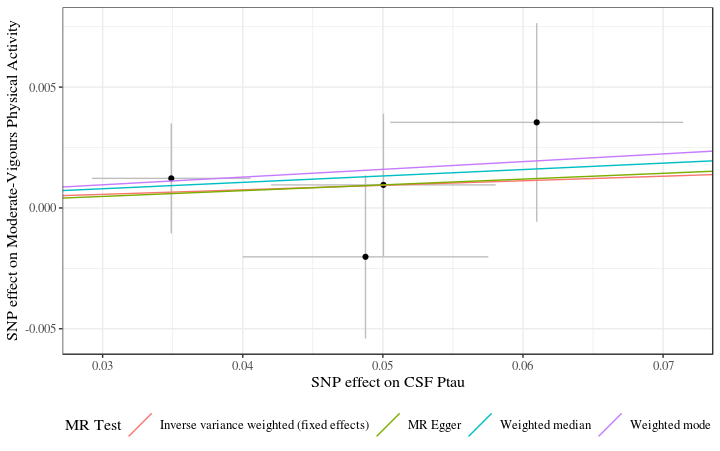 SNP effect on Moderate-Vigours Physical Activity
0.005
0.000
-0.005
0.03 0.04 0.05 0.06 0.07
SNP effect on CSF Ptau
MR Test Inverse variance weighted (fixed effects) MR Egger Weighted median Weighted mode